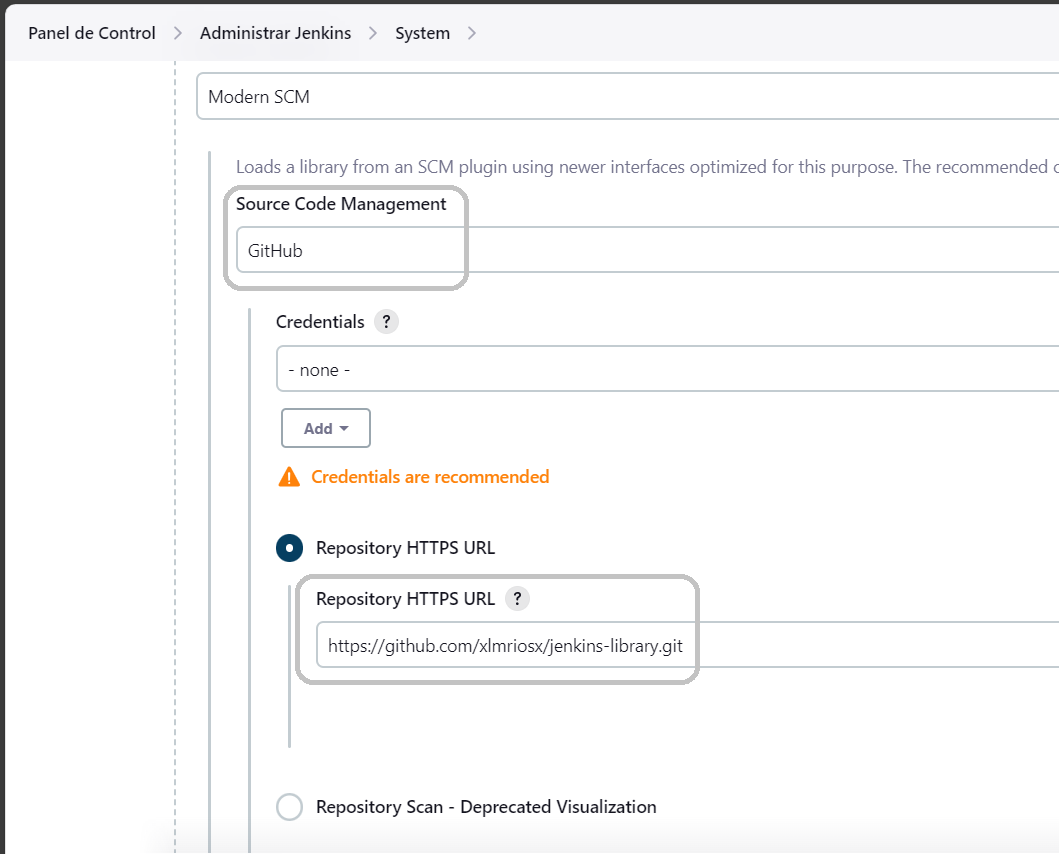 Panel de Control > Administrar Jenkins > System >
Modern SCM
Loads a library from an SCM plugin using newer interfaces optimized for this purpose. The recommended
Source Code Management
GitHub
Credentials ?
- none -
Add
Credentials are recommended
Repository HTTPS URL
Repository HTTPS URL ?
https://github.com/xlmriosx/jenkins-library.git
Repository Scan - Deprecated Visualization